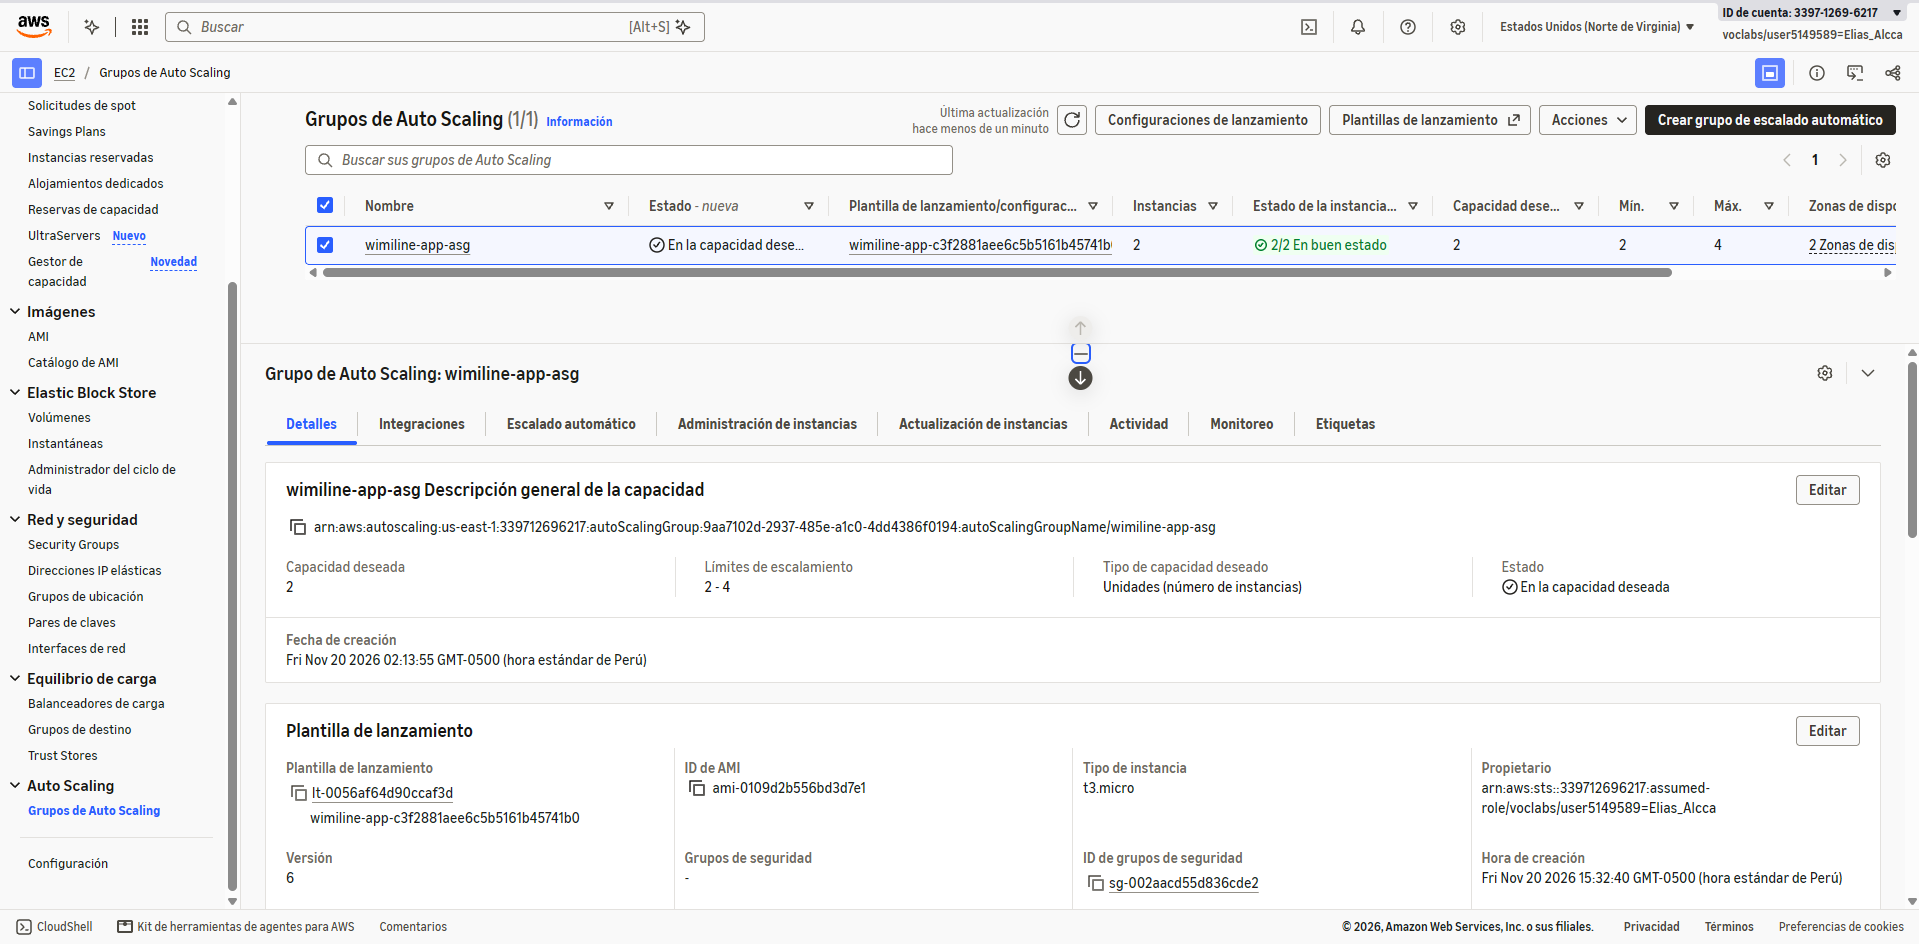 aws
Buscar
[Alt+S]
Estados Unidos (Norte de Virginia)
ID de cuenta: 3397-1269-6217
voclabs/user5149589=Elias_Alcca
EC2 / Grupos de Auto Scaling
Solicitudes de spot
Savings Plans
Instancias reservadas
Alojamientos dedicados
Reservas de capacidad
UltraServers Nuevo
Gestor de capacidad Novedad
Imágenes
AMI
Catálogo de AMI
Elastic Block Store
Volúmenes
Instantáneas
Administrador del ciclo de vida
Red y seguridad
Security Groups
Direcciones IP elásticas
Grupos de ubicación
Pares de claves
Interfaces de red
Equilibrio de carga
Balanceadores de carga
Grupos de destino
Trust Stores
Auto Scaling
Grupos de Auto Scaling
Configuración
Grupos de Auto Scaling (1/1) Información
Última actualización
hace menos de un minuto
Configuraciones de lanzamiento
Plantillas de lanzamiento
Acciones
Crear grupo de escalado automático
Buscar sus grupos de Auto Scaling
1
Nombre Estado - nueva Plantilla de lanzamiento/configurac... Instancias Estado de la instancia... Capacidad dese... Mín. Máx. Zonas de dispo
wimiline-app-asg En la capacidad dese... wimiline-app-c3f2881aee6c5b5161b45741b 2 2/2 En buen estado 2 2 4 2 Zonas de dis
Grupo de Auto Scaling: wimiline-app-asg
Detalles Integraciones Escalado automático Administración de instancias Actualización de instancias Actividad Monitoreo Etiquetas
wimiline-app-asg Descripción general de la capacidad
Editar
arn:aws:autoscaling:us-east-1:339712696217:autoScalingGroup:9aa7102d-2937-485e-a1c0-4dd4386f0194:autoScalingGroupName/wimiline-app-asg
Capacidad deseada
2
Límites de escalamiento
2 - 4
Tipo de capacidad deseado
Unidades (número de instancias)
Estado
En la capacidad deseada
Fecha de creación
Fri Nov 20 2026 02:13:55 GMT-0500 (hora estándar de Perú)
Plantilla de lanzamiento
Editar
Plantilla de lanzamiento
lt-0056af64d90ccaf3d
wimiline-app-c3f2881aee6c5b5161b45741b0
ID de AMI
ami-0109d2b556bd3d7e1
Tipo de instancia
t3.micro
Propietario
arn:aws:sts::339712696217:assumed-
role/voclabs/user5149589=Elias_Alcca
Versión
6
Grupos de seguridad
-
ID de grupos de seguridad
sg-002aacd55d836cde2
Hora de creación
Fri Nov 20 2026 15:32:40 GMT-0500 (hora estándar de Perú)
CloudShell
Kit de herramientas de agentes para AWS
Comentarios
© 2026, Amazon Web Services, Inc. o sus filiales.
Privacidad
Términos
Preferencias de cookies